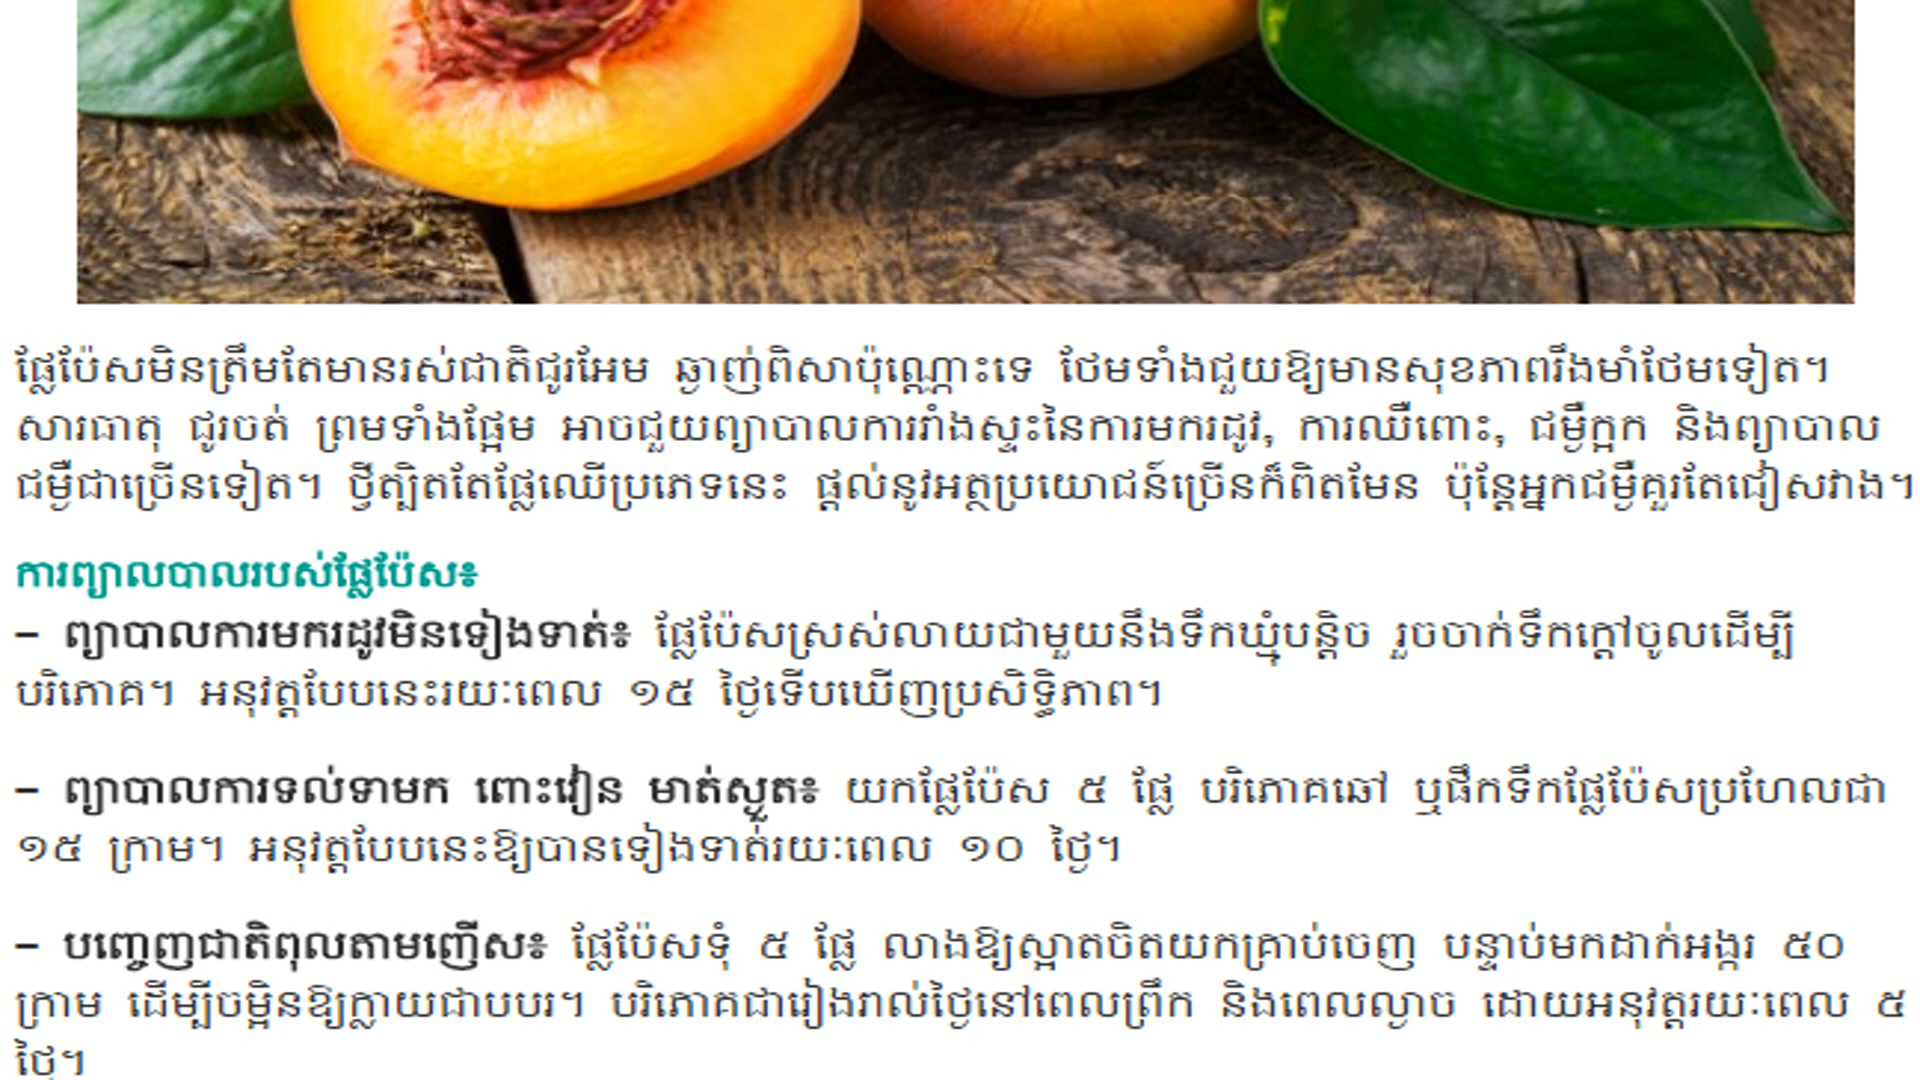 ផ្លែប៉ែសមិនត្រឹមតែមានរស់ជាតិជូរអែម ឆ្ងាញ់ពិសាប៉ុណ្ណោះទេ ថែមទាំងជួយឱ្យមានសុខភាពរឹងមាំថែមទៀត។
សារធាតុ ជូរចត់ ព្រមទាំងផ្អែម អាចជួយព្យាបាលការរាំងស្ទះនៃការមករដូវ, ការឈឺពោះ, ជម្ងឺក្អក និងព្យាបាល
ជម្ងឺជាច្រើនទៀត។ ថ្វីត្បិតតែផ្លែឈើប្រភេទនេះ ផ្តល់នូវអត្ថប្រយោជន៍ច្រើនក៏ពិតមែន ប៉ុន្តែអ្នកជម្ងឺគួរតែជៀសវាង។
ការព្យាលបាលរបស់ផ្លែប៉ែស៖
– ព្យាបាលការមករដូវមិនទៀងទាត់៖ ផ្លែប៉ែសស្រស់លាយជាមួយនឹងទឹកឃ្មុំបន្តិច រួចចាក់ទឹកក្តៅចូលដើម្បី
បរិភោគ។ អនុវត្តបែបនេះរយៈពេល ១៥ ថ្ងៃទើបឃើញប្រសិទ្ធិភាព។
– ព្យាបាលការទល់ទាមក ពោះវៀន មាត់ស្ងួត៖ យកផ្លែប៉ែស ៥ ផ្លែ បរិភោគឆៅ ឬផឹកទឹកផ្លែប៉ែសប្រហែលជា
១៥ ក្រាម។ អនុវត្តបែបនេះឱ្យបានទៀងទាត់រយៈពេល ១០ ថ្ងៃ។
– បញ្ចេញជាតិពុលតាមញើស៖ ផ្លែប៉ែសទុំ ៥ ផ្លែ លាងឱ្យស្អាតចិតយកគ្រាប់ចេញ បន្ទាប់មកដាក់អង្ករ ៥០
ក្រាម ដើម្បីចម្អិនឱ្យក្លាយជាបបរ។ បរិភោគជារៀងរាល់ថ្ងៃនៅពេលព្រឹក និងពេលល្ងាច ដោយអនុវត្តរយៈពេល ៥
ថ្ងៃ។